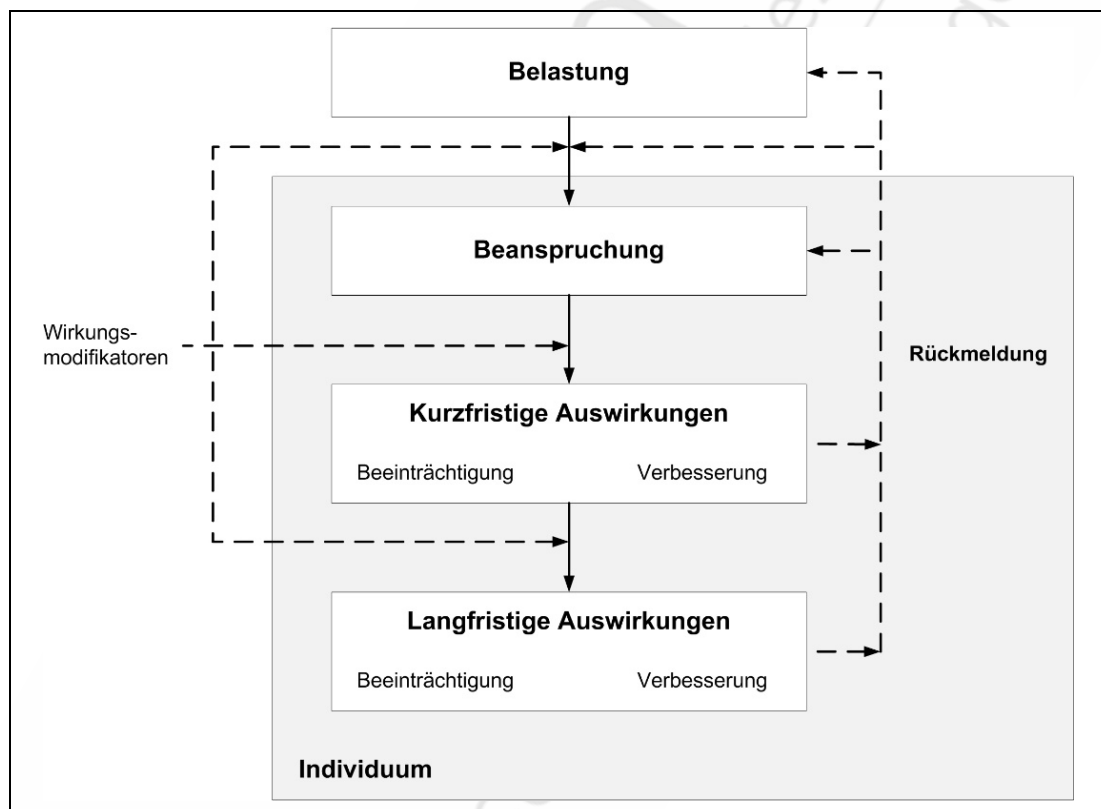 Belastung
Beanspruchung
Wirkungs-
modifikatoren
Rückmeldung
Kurzfristige Auswirkungen
Beeinträchtigung Verbesserung
Langfristige Auswirkungen
Beeinträchtigung Verbesserung
Individuum